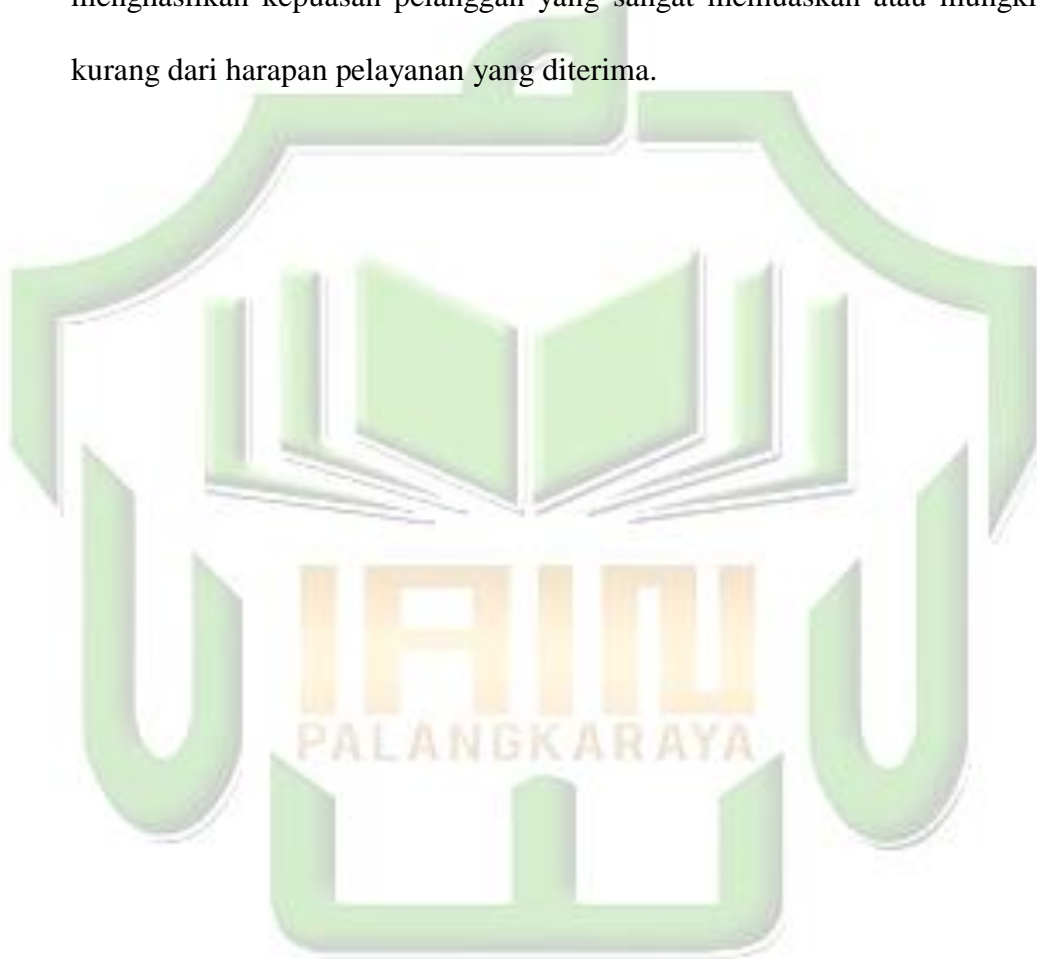 menghasilkan kepuasan pelanggan yang sangat memuaskan atau mungki
kurang dari harapan pelayanan yang diterima.
IAIN
PALANGKARAYA